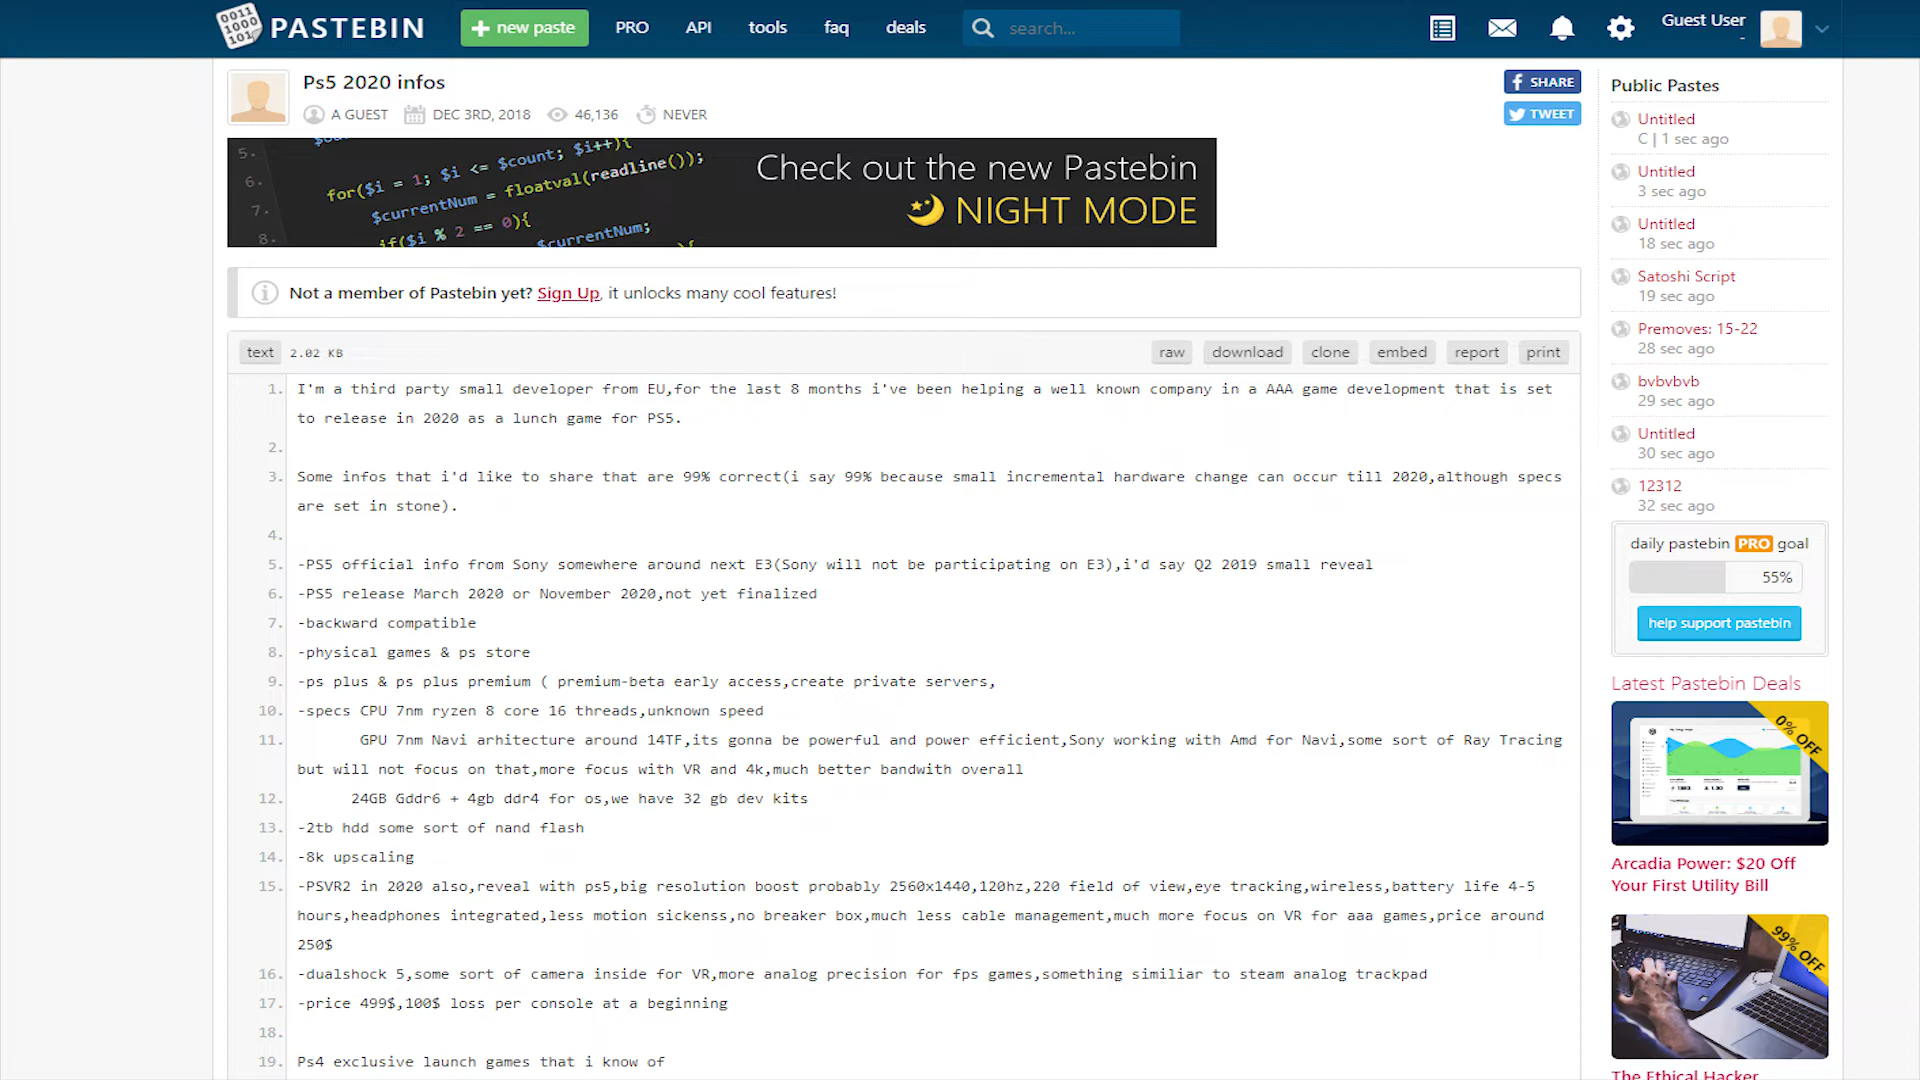 0011
1000
101
PASTEBIN
new paste
PRO
API
tools
faq
deals
search...
Guest User
-
Ps5 2020 infos
A GUEST
DEC 3RD, 2018
46,136
NEVER
SHARE
TWEET
5.
6. for($i = 1; $i <= $count; $i++){
7. $currentNum = floatval(readline());
8. if($i % 2 == 0){
$currentNum;
Check out the new Pastebin
NIGHT MODE
Not a member of Pastebin yet? Sign Up, it unlocks many cool features!
text 2.02 KB
raw download clone embed report print
1. I'm a third party small developer from EU,for the last 8 months i've been helping a well known company in a AAA game development that is set
to release in 2020 as a lunch game for PS5.
2.
3. Some infos that i'd like to share that are 99% correct(i say 99% because small incremental hardware change can occur till 2020,although specs
are set in stone).
4.
5. -PS5 official info from Sony somewhere around next E3(Sony will not be participating on E3),i'd say Q2 2019 small reveal
6. -PS5 release March 2020 or November 2020,not yet finalized
7. -backward compatible
8. -physical games & ps store
9. -ps plus & ps plus premium ( premium-beta early access,create private servers,
10. -specs CPU 7nm ryzen 8 core 16 threads,unknown speed
11. GPU 7nm Navi arhitecture around 14TF,its gonna be powerful and power efficient,Sony working with Amd for Navi,some sort of Ray Tracing
but will not focus on that,more focus with VR and 4k,much better bandwith overall
12. 24GB Gddr6 + 4gb ddr4 for os,we have 32 gb dev kits
13. -2tb hdd some sort of nand flash
14. -8k upscaling
15. -PSVR2 in 2020 also,reveal with ps5,big resolution boost probably 2560x1440,120hz,220 field of view,eye tracking,wireless,battery life 4-5
hours,headphones integrated,less motion sickenss,no breaker box,much less cable management,much more focus on VR for aaa games,price around
250$
16. -dualshock 5,some sort of camera inside for VR,more analog precision for fps games,something similiar to steam analog trackpad
17. -price 499$,100$ loss per console at a beginning
18.
19. Ps4 exclusive launch games that i know of
Public Pastes
Untitled
C | 1 sec ago
Untitled
3 sec ago
Untitled
18 sec ago
Satoshi Script
19 sec ago
Premoves: 15-22
28 sec ago
bvbvbvb
29 sec ago
Untitled
30 sec ago
12312
32 sec ago
daily pastebin PRO goal
55%
help support pastebin
Latest Pastebin Deals
0% OFF
Arcadia Power: $20 Off
Your First Utility Bill
99% OFF
The Ethical Hacker